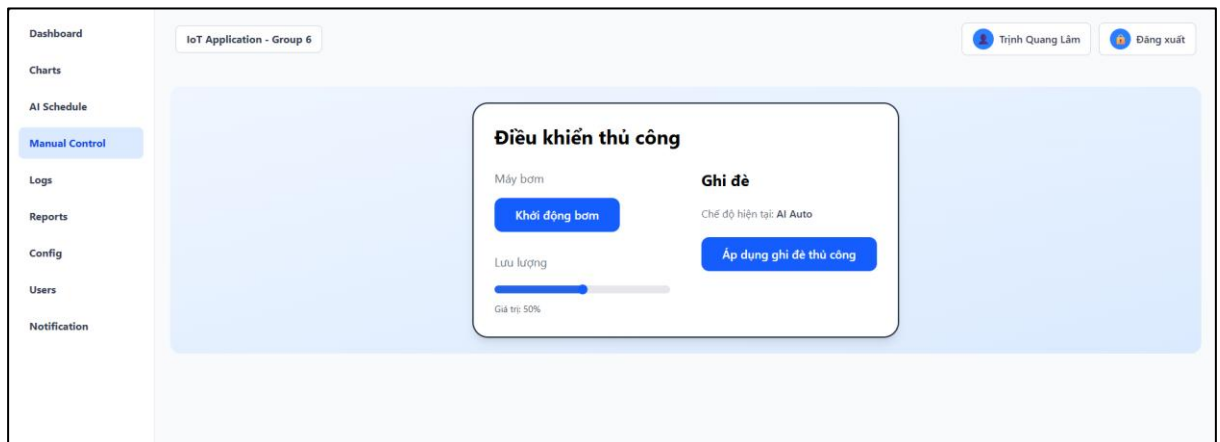 Dashboard
Charts
AI Schedule
Manual Control
Logs
Reports
Config
Users
Notification
IoT Application - Group 6
Trịnh Quang Lâm
Đăng xuất
Điều khiển thủ công
Máy bơm
Khởi động bơm
Lưu lượng
Giá trị: 50%
Ghi đè
Chế độ hiện tại: AI Auto
Áp dụng ghi đè thủ công